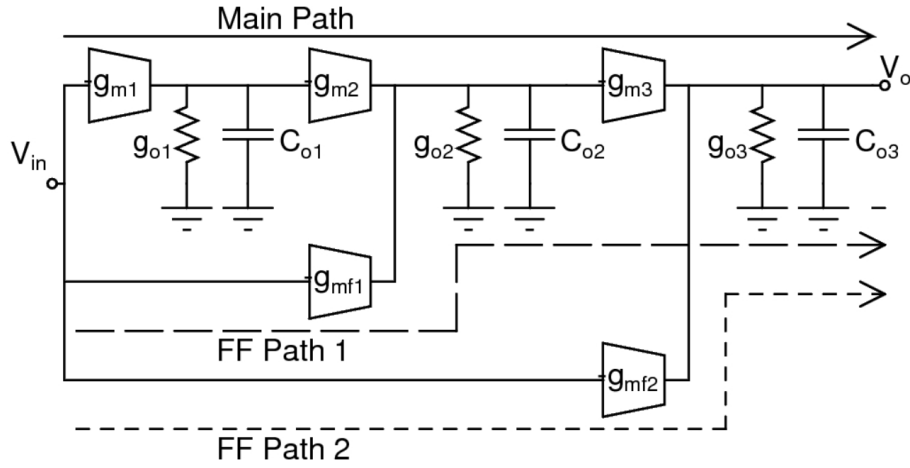 Main Path
gm1
gm2
gm3
Vo
go1
Co1
go2
Co2
go3
Co3
Vin
gmf1
FF Path 1
gmf2
FF Path 2